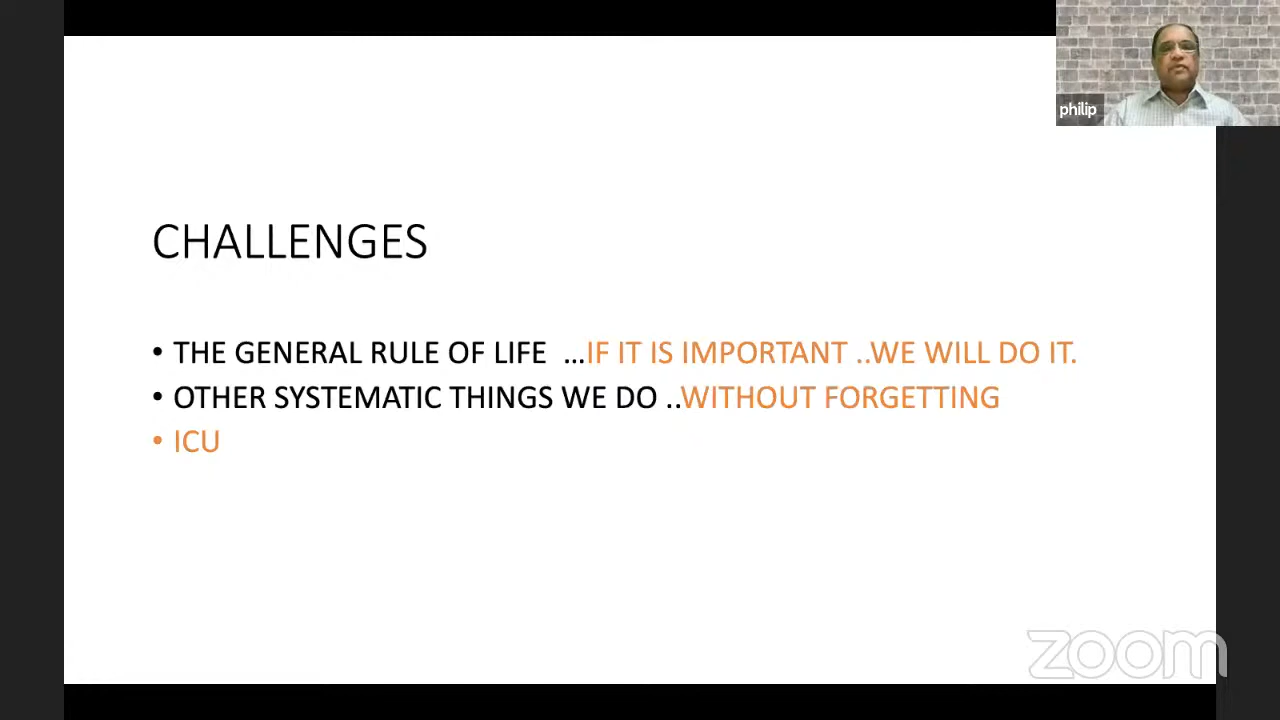 philip
CHALLENGES
• THE GENERAL RULE OF LIFE …IF IT IS IMPORTANT ..WE WILL DO IT.
• OTHER SYSTEMATIC THINGS WE DO ..WITHOUT FORGETTING
• ICU
zoom